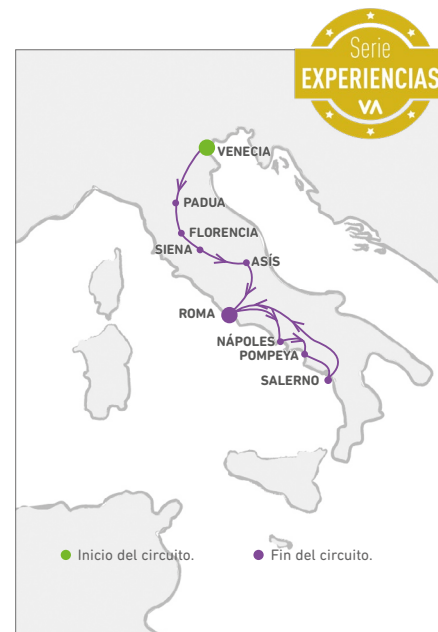 Serie
EXPERIENCIAS
VA
VENECIA
PADUA
FLORENCIA
SIENA
ASÍS
ROMA
NÁPOLES
POMPEYA
SALERNO
Inicio del circuito.
Fin del circuito.